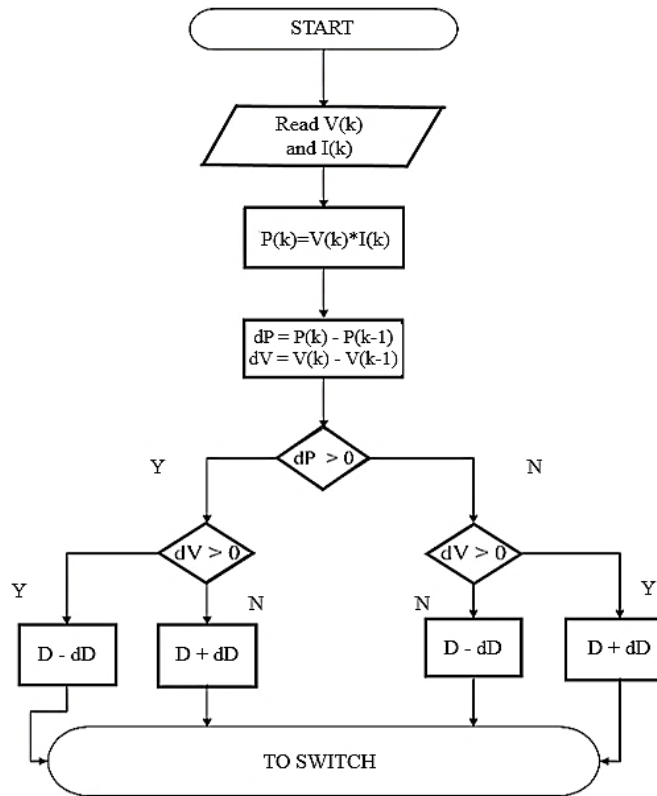 START
Read V(k)
and I(k)
P(k)=V(k)*I(k)
dP = P(k) - P(k-1)
dV = V(k) - V(k-1)
dP > 0
Y
N
dV > 0
dV > 0
Y
N
N
Y
D - dD
D + dD
D - dD
D + dD
TO SWITCH